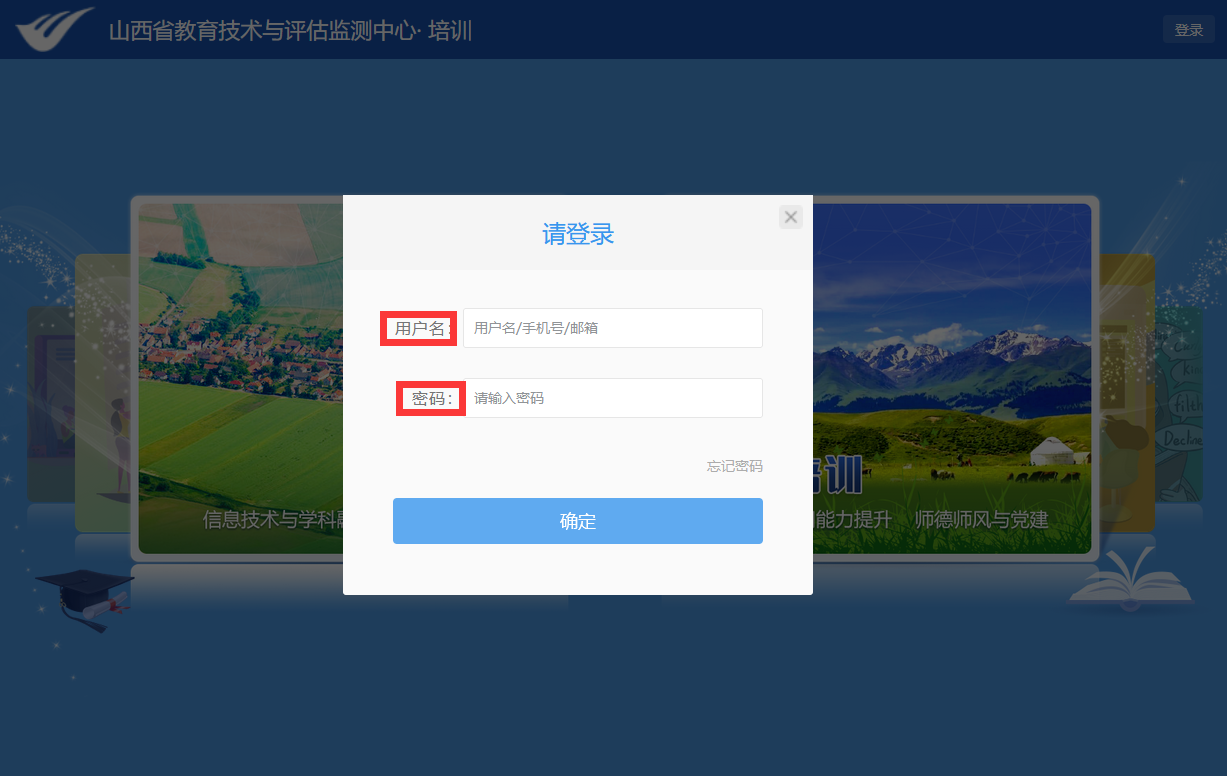 山西省教育技术与评估监测中心· 培训
登录
请登录
用户名:
用户名/手机号/邮箱
密码:
请输入密码
忘记密码
确定
信息技术与学科
培训
能力提升 师德师风与党建
filth
Decline